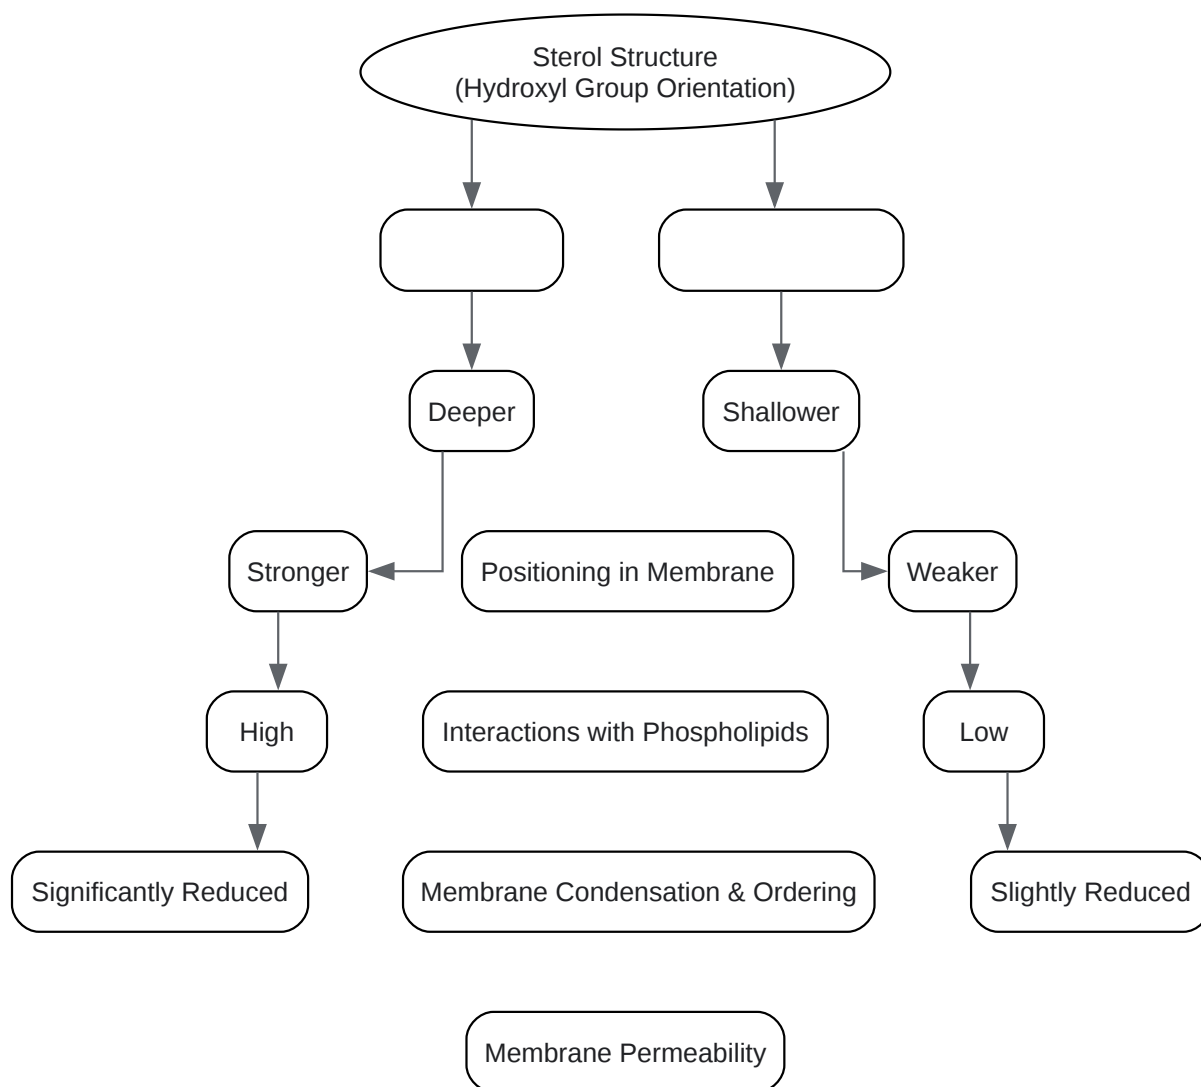 Sterol Structure
(Hydroxyl Group Orientation)
Deeper
Shallower
Stronger
Positioning in Membrane
Weaker
High
Interactions with Phospholipids
Low
Significantly Reduced
Membrane Condensation & Ordering
Slightly Reduced
Membrane Permeability